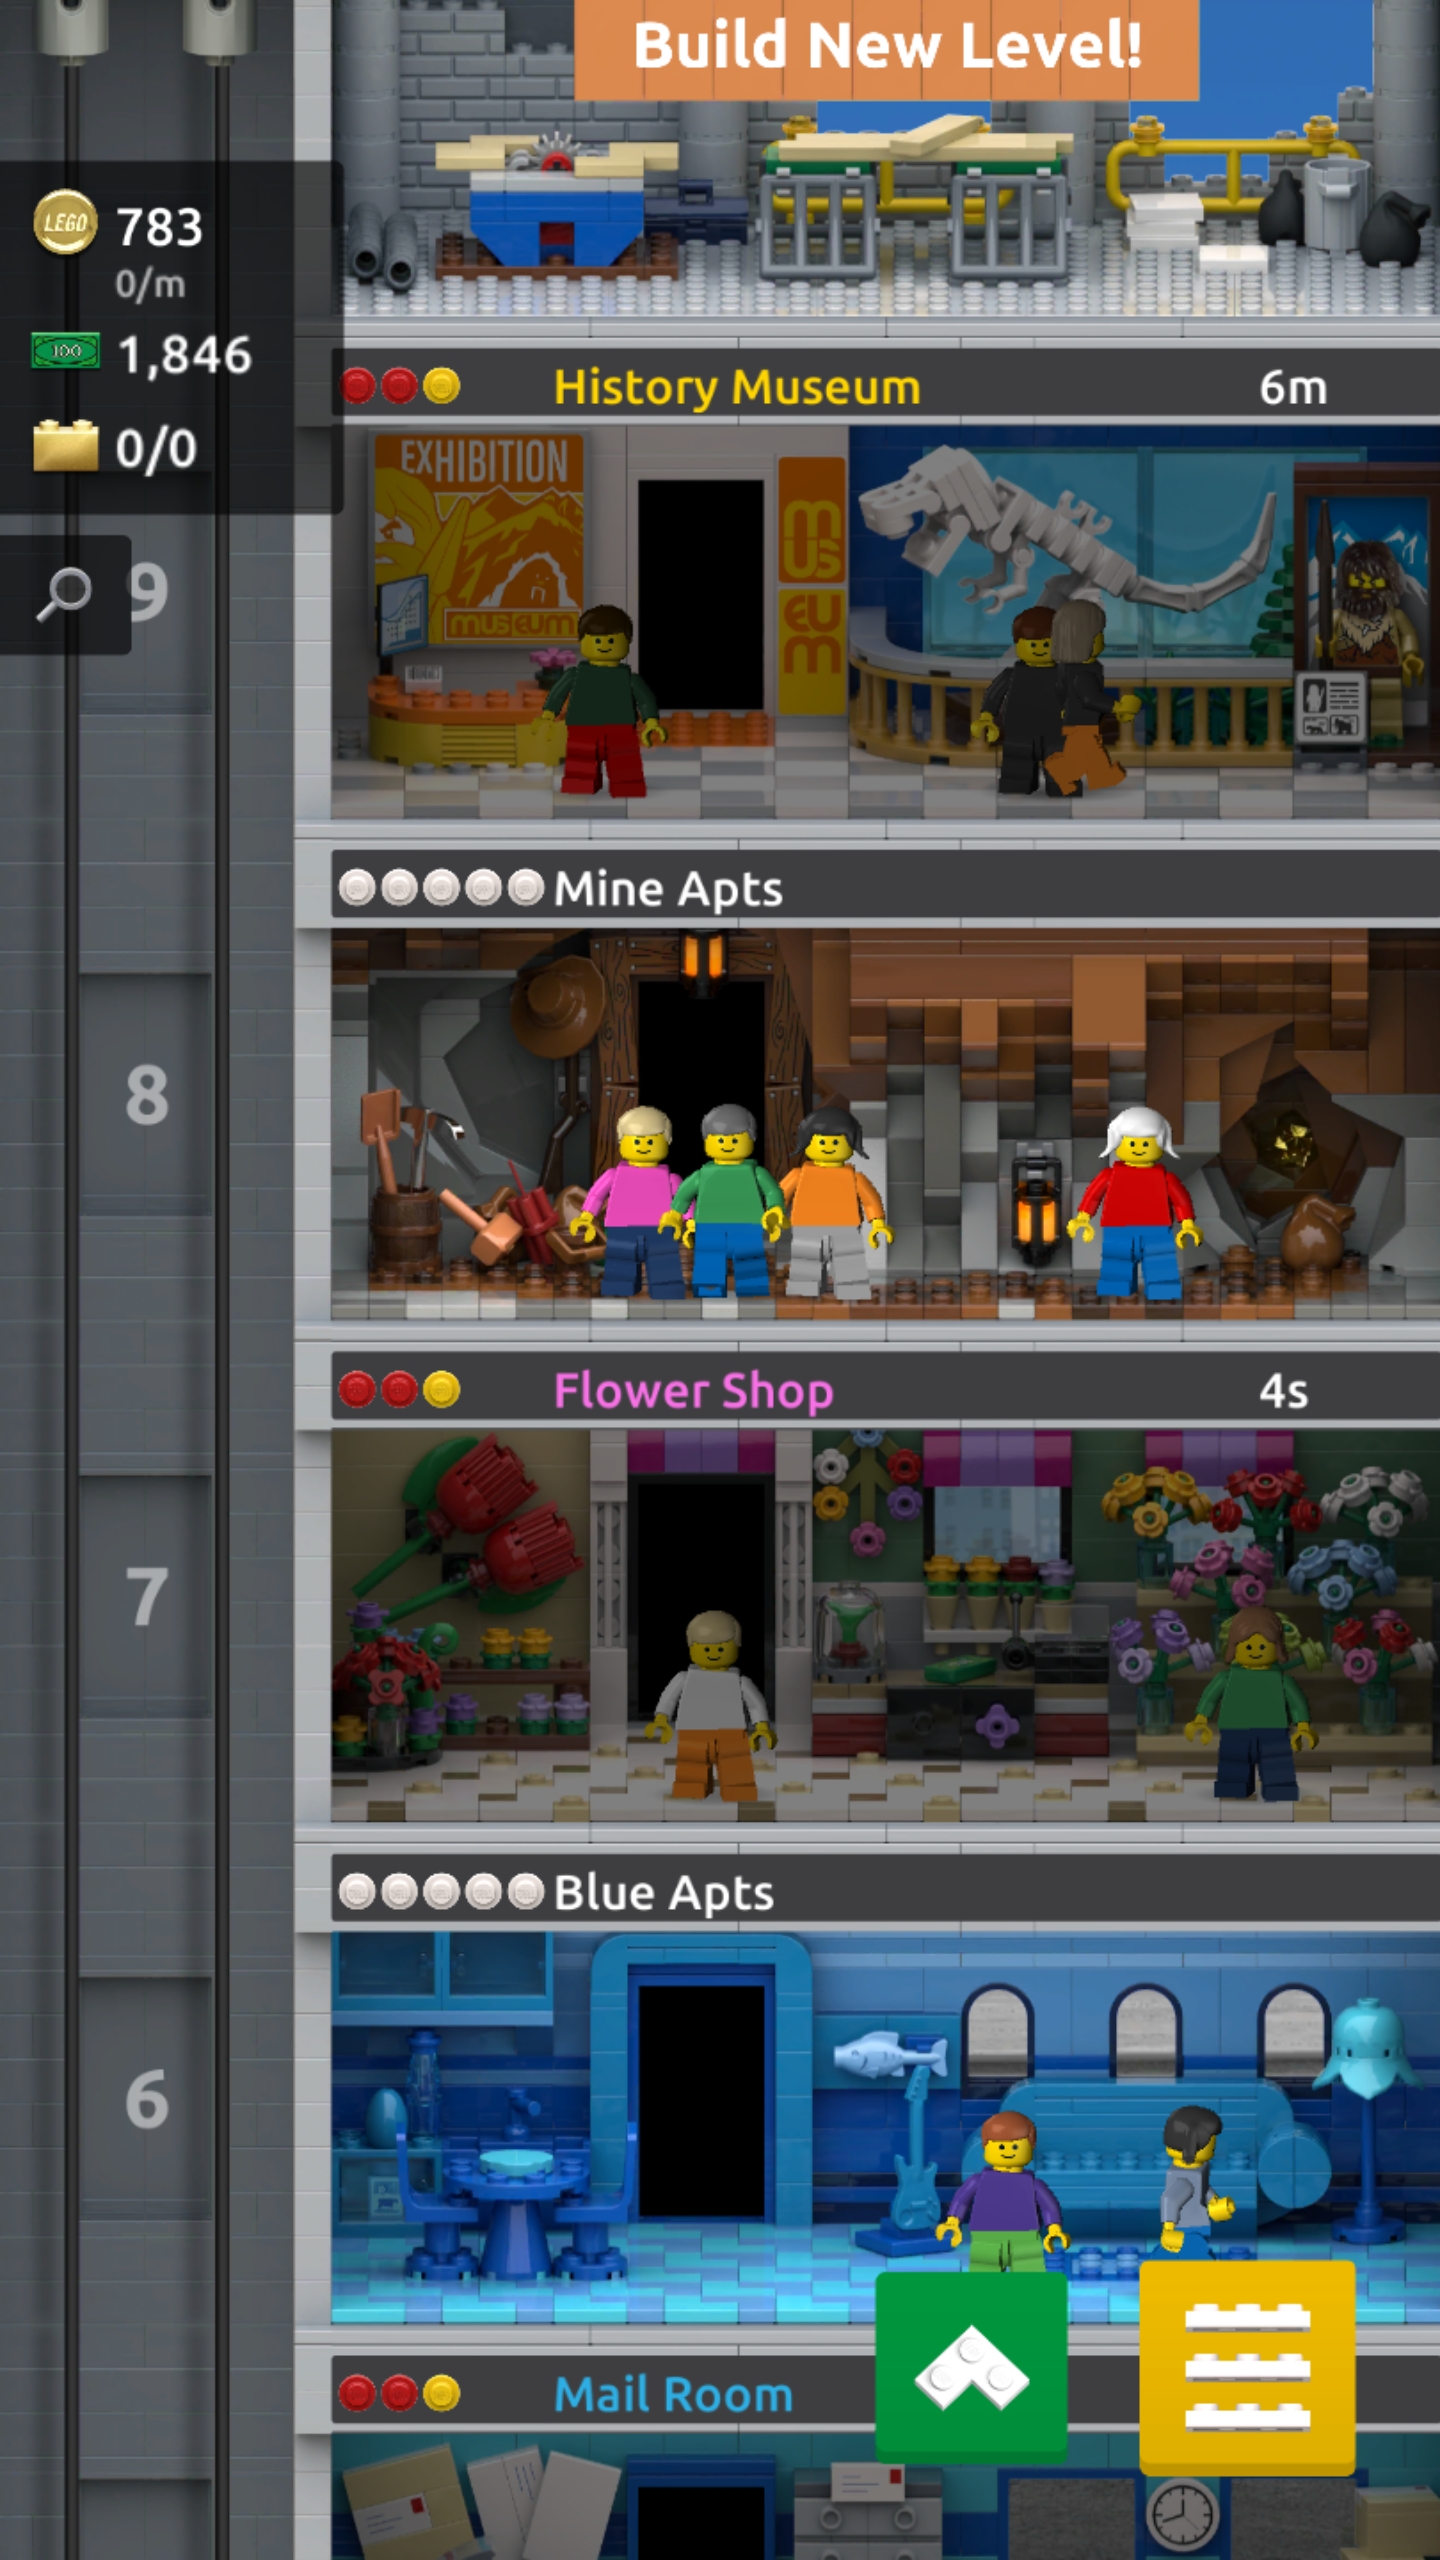 Build New Level!
LEGO 783
0/m
100 1,846
0/0
History Museum 6m
EXHIBITION
MUSEUM
MUS
EUM
9
Mine Apts
8
Flower Shop 4s
7
Blue Apts
6
Mail Room